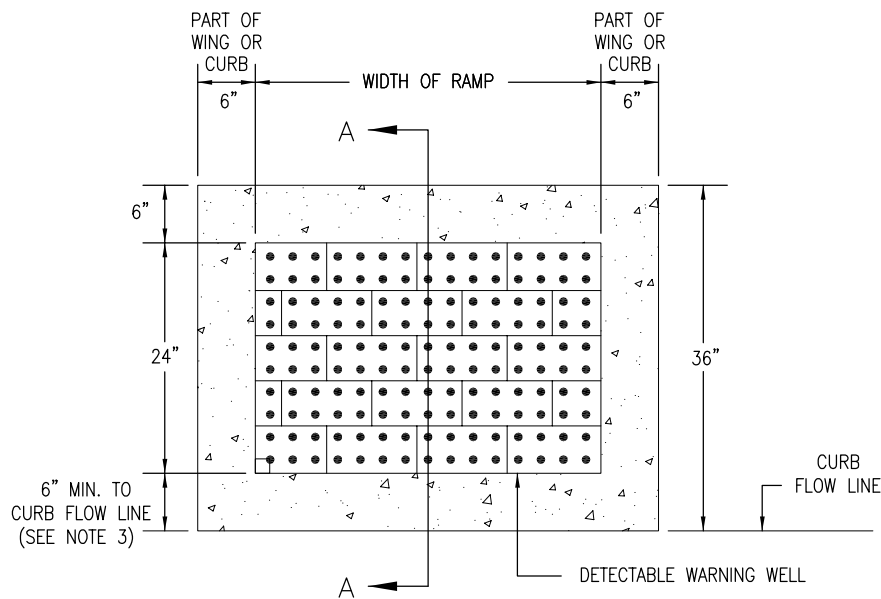 PART OF
WING OR
CURB
6”
WIDTH OF RAMP
PART OF
WING OR
CURB
6”
A
6”
24”
36”
6” MIN. TO
CURB FLOW LINE
(SEE NOTE 3)
CURB
FLOW LINE
DETECTABLE WARNING WELL
A